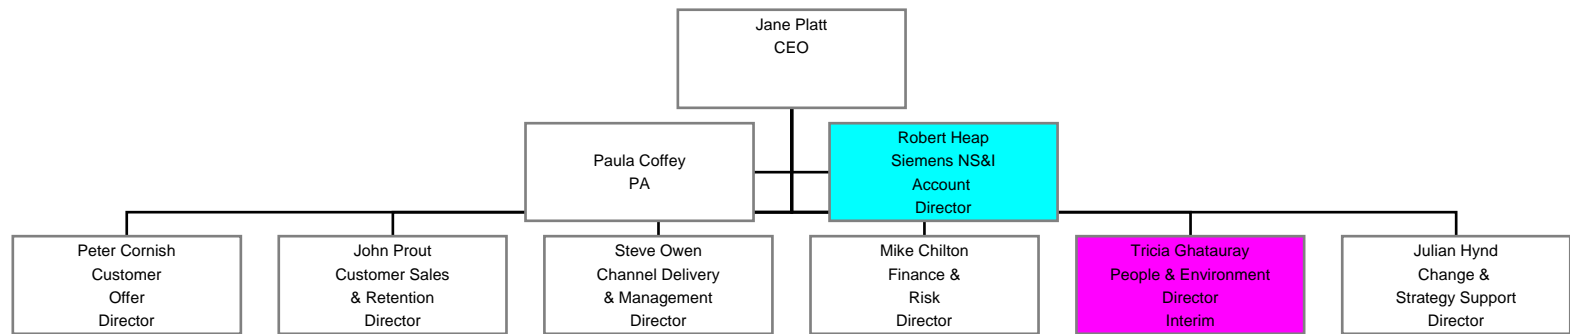 Jane Platt
CEO
Paula Coffey
PA
Robert Heap
Siemens NS&I
Account
Director
Peter Cornish
Customer
Offer
Director
John Prout
Customer Sales
& Retention
Director
Steve Owen
Channel Delivery
& Management
Director
Mike Chilton
Finance &
Risk
Director
Tricia Ghatauray
People & Environment
Director
Interim
Julian Hynd
Change &
Strategy Support
Director